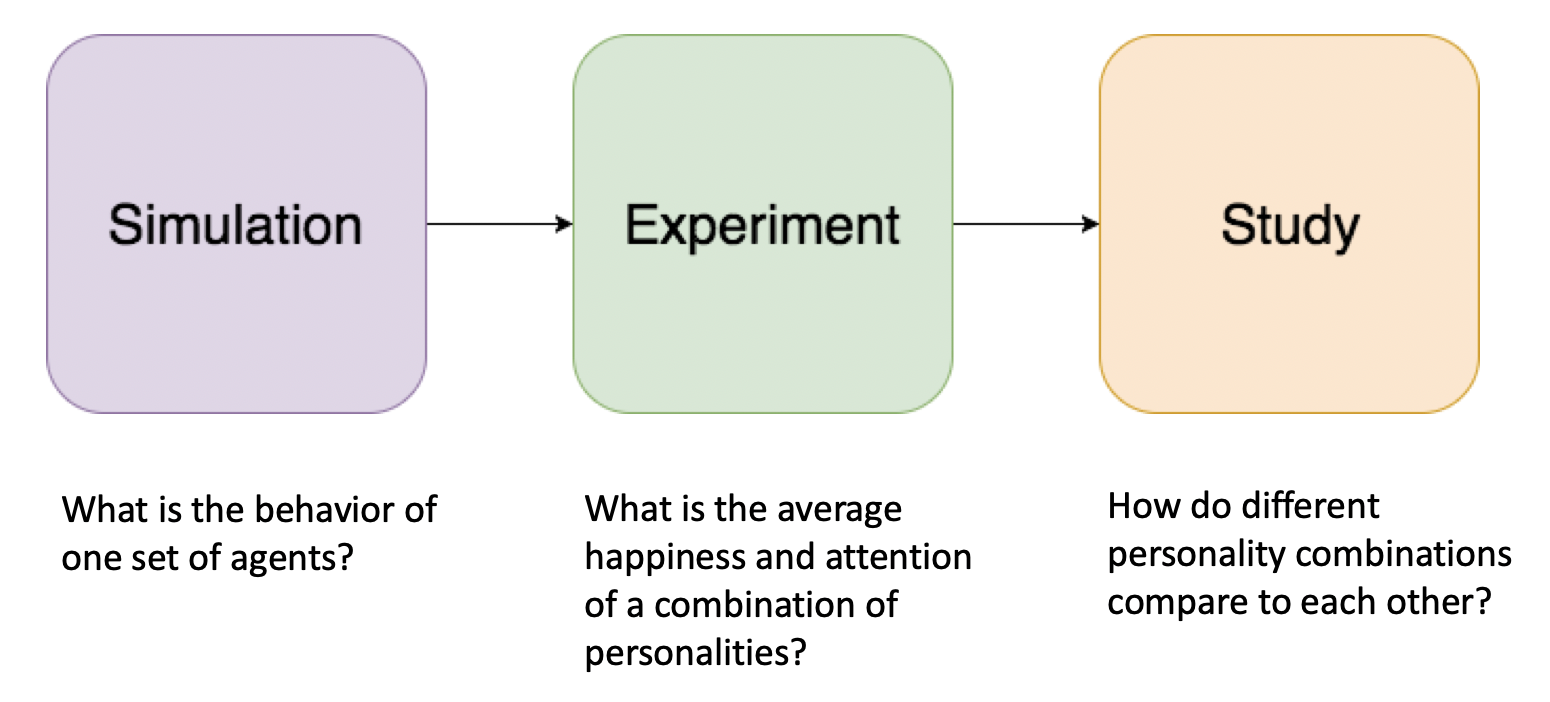 Simulation
Experiment
Study
What is the behavior of
one set of agents?
What is the average
happiness and attention
of a combination of
personalities?
How do different
personality combinations
compare to each other?